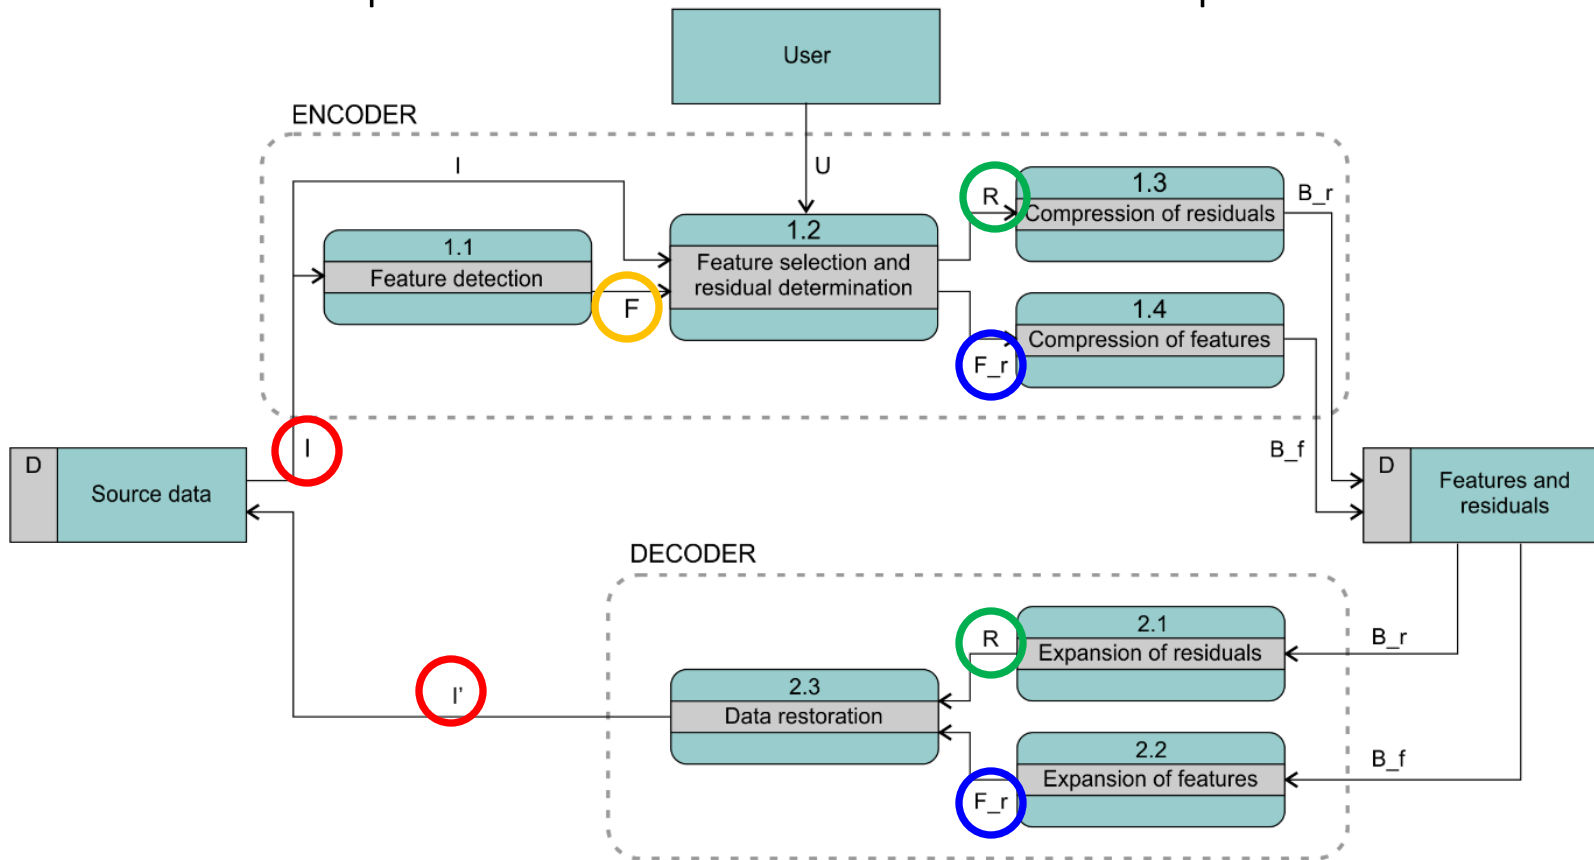 User
ENCODER
I
U
R
1.3
Compression of residuals
B_r
1.1
Feature detection
F
1.2
Feature selection and
residual determination
1.4
Compression of features
F_r
I
B_f
D
Source data
D
Features and
residuals
DECODER
R
2.1
Expansion of residuals
B_r
I'
2.3
Data restoration
2.2
Expansion of features
B_f
F_r